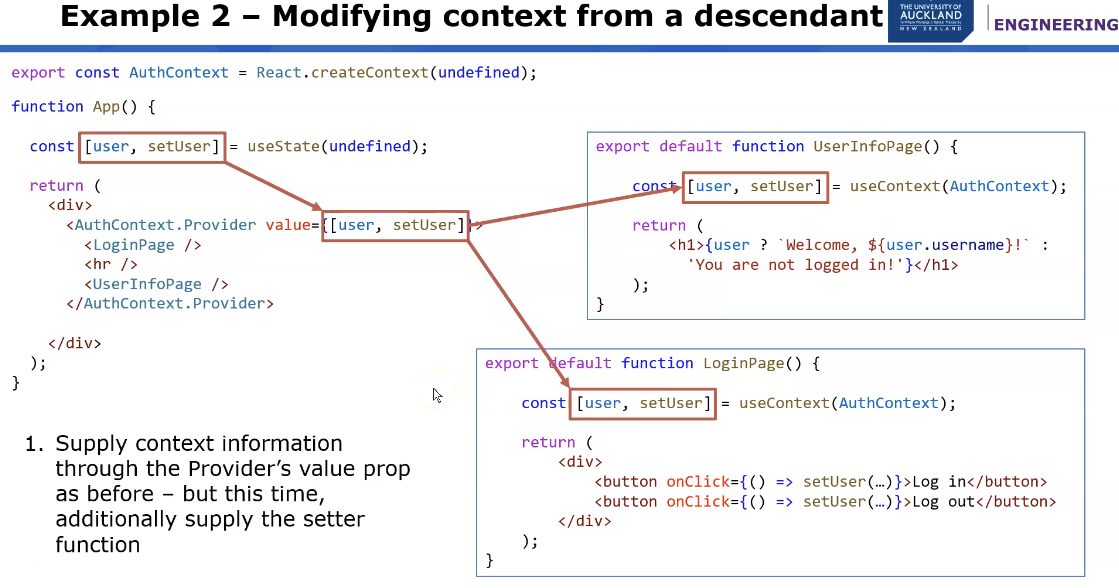 Example 2 – Modifying context from a descendant
THE UNIVERSITY OF
AUCKLAND
NEW ZEALAND
ENGINEERING
export const AuthContext = React.createContext(undefined);
function App() {
const [user, setUser] = useState(undefined);
return (
<div>
<AuthContext.Provider value={[user, setUser]}>
<LoginPage />
<hr />
<UserInfoPage />
</AuthContext.Provider>
</div>
);
}
1. Supply context information
through the Provider’s value prop
as before – but this time,
additionally supply the setter
function
export default function UserInfoPage() {
const [user, setUser] = useContext(AuthContext);
return (
<h1>{user ? `Welcome, ${user.username}!` :
'You are not logged in!'}</h1>
);
}
export default function LoginPage() {
const [user, setUser] = useContext(AuthContext);
return (
<div>
<button onClick={() => setUser(…)}>Log in</button>
<button onClick={() => setUser(…)}>Log out</button>
</div>
);
}